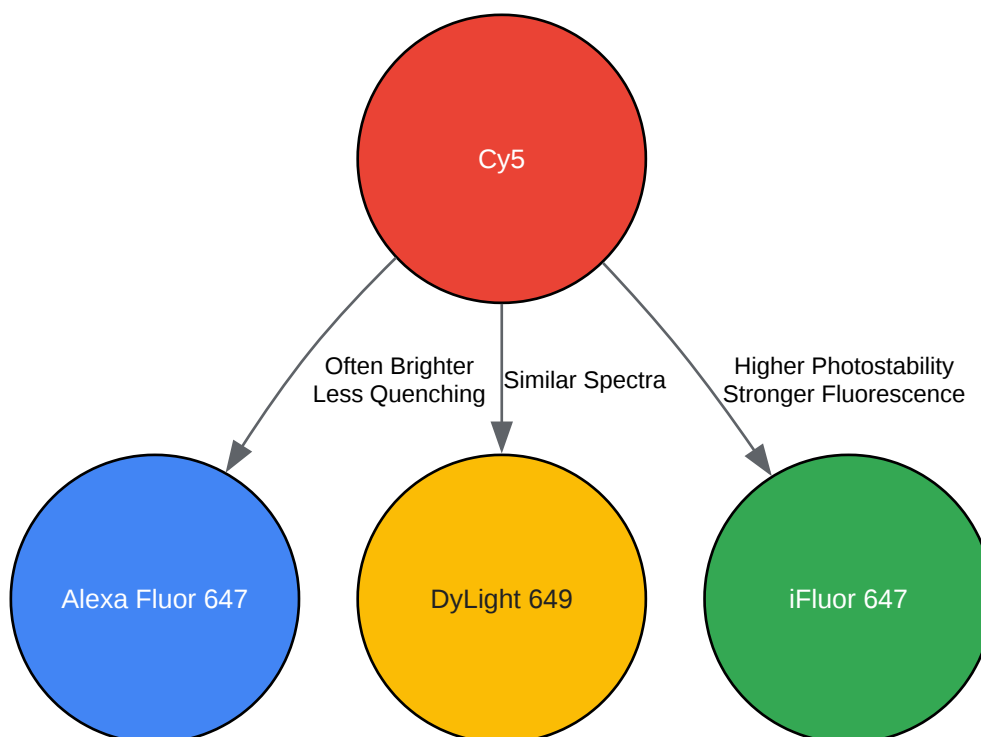 Cy5
Often Brighter
Less Quenching
Similar Spectra
Higher Photostability
Stronger Fluorescence
Alexa Fluor 647
DyLight 649
iFluor 647